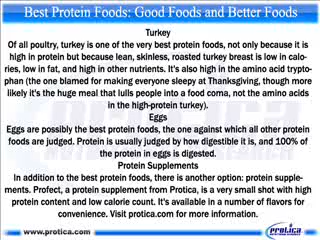 Best Protein Foods: Good Foods and Better Foods
Turkey
Of all poultry, turkey is one of the very best protein foods, not only because it is
high in protein but because lean, skinless, roasted turkey breast is low in calo-
ries, low in fat, and high in other nutrients. It's also high in the amino acid trypto-
phan (the one blamed for making everyone sleepy at Thanksgiving, though more
likely it's the huge meal that lulls people into a food coma, not the amino acids
in the high-protein turkey).
Eggs
Eggs are possibly the best protein foods, the one against which all other protein
foods are judged. Protein is usually judged by how digestible it is, and 100% of
the protein in eggs is digested.
Protein Supplements
In addition to the best protein foods, there is another option: protein supple-
ments. Profect, a protein supplement from Protica, is a very small shot with high
protein content and low calorie count. It's available in a number of flavors for
convenience. Visit protica.com for more information.
www.protica.com
protica